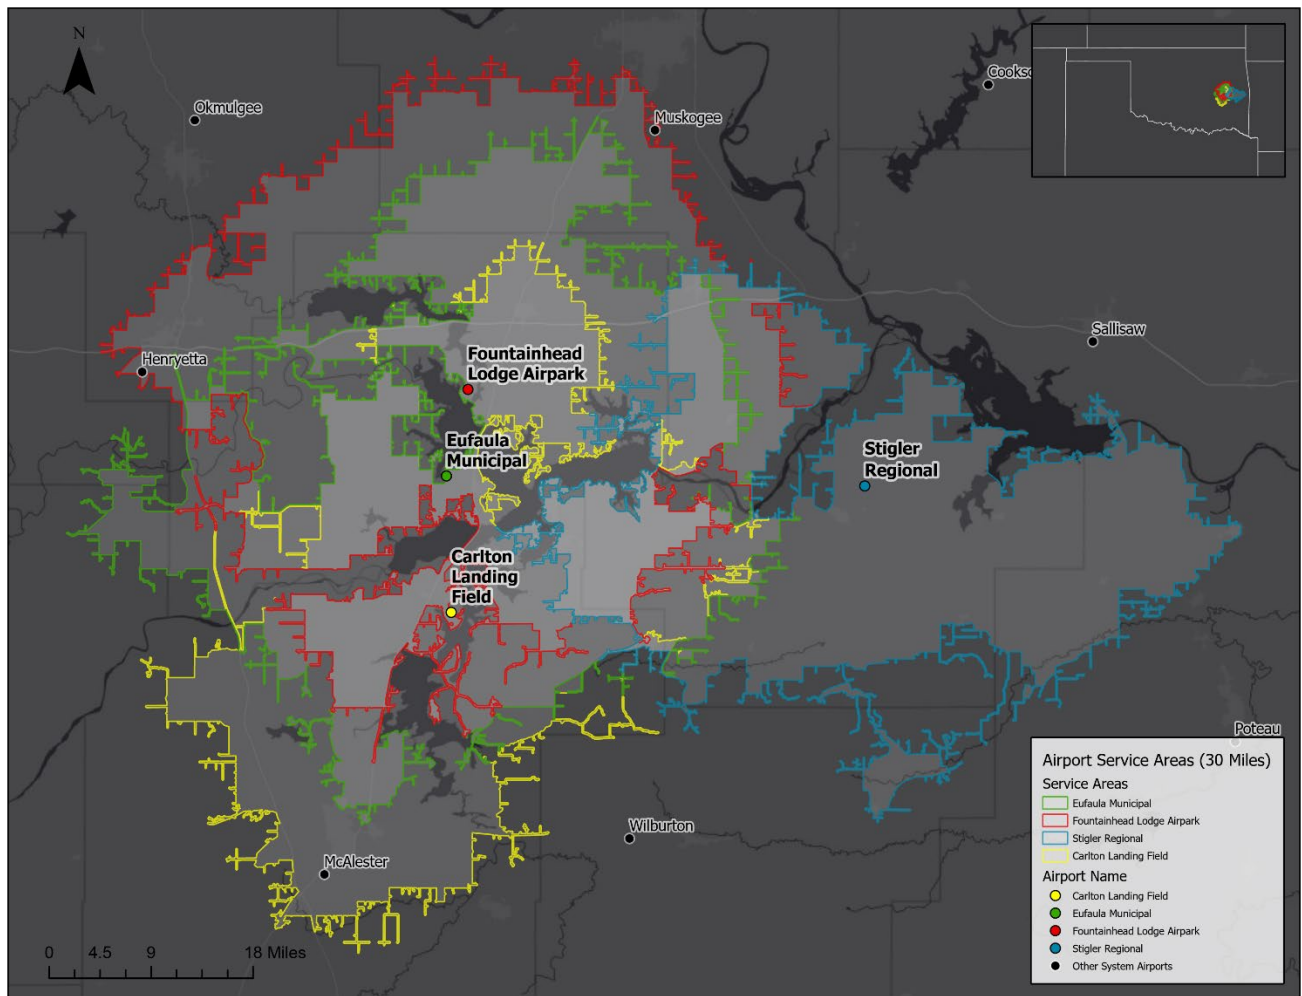 N
Okmulgee
Muskogee
Henryetta
Sallisaw
Fountainhead
Lodge Airpark
Eufaula
Municipal
Stigler
Regional
Carlton
Landing
Field
Poteau
Wilburton
McAlester
0 4.5 9 18 Miles
Airport Service Areas (30 Miles)
Service Areas
Eufaula Municipal
Fountainhead Lodge Airpark
Stigler Regional
Carlton Landing Field
Airport Name
Carlton Landing Field
Eufaula Municipal
Fountainhead Lodge Airpark
Stigler Regional
Other System Airports